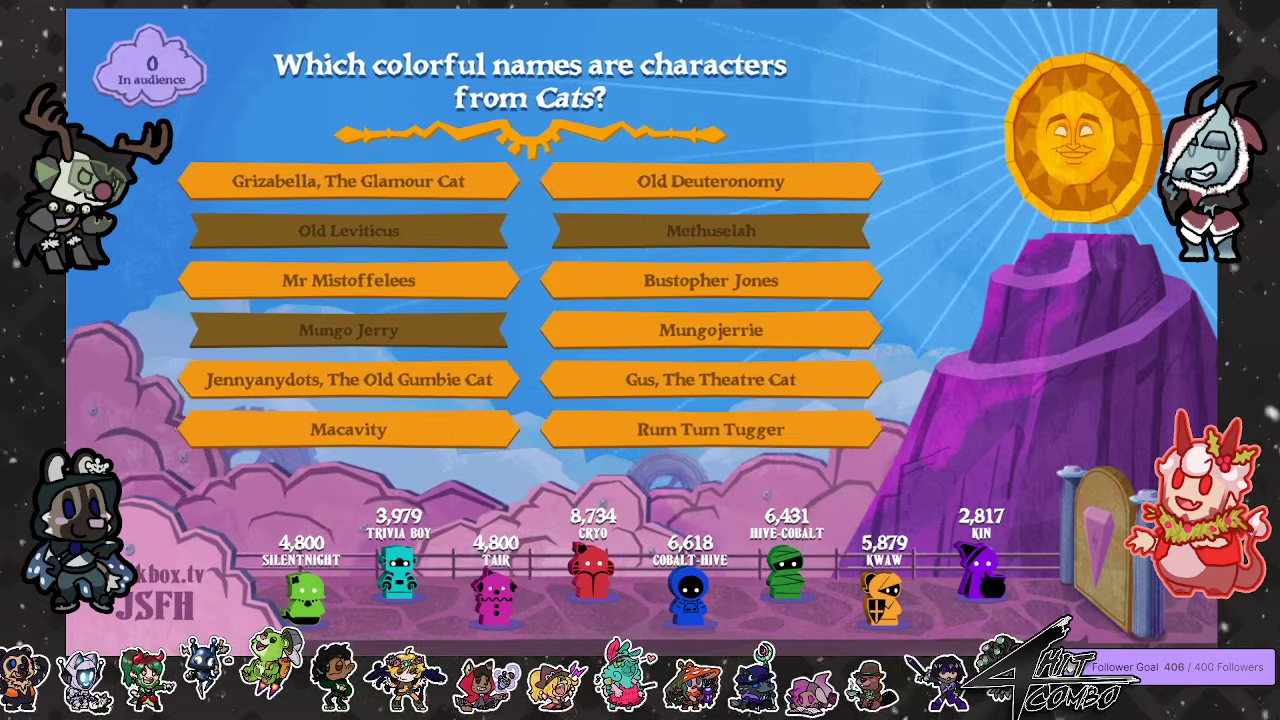 0
In audience
Which colorful names are characters
from Cats?
Grizabella, The Glamour Cat
Old Deuteronomy
Old Leviticus
Methuselah
Mr Mistoffelees
Bustopher Jones
Mungo Jerry
Mungojerrie
Jennyanydots, The Old Gumbie Cat
Gus, The Theatre Cat
Macavity
Rum Tum Tugger
4,800
SILENTNIGHT
3,979
TRIVIA BOY
4,800
TAIR
8,734
CRYO
6,618
COBALT-HIVE
6,431
HIVE-COBALT
5,879
KWAW
2,817
KIN
kbox.tv
JSFH
4 HIT
COMBO
Follower Goal 406 / 400 Followers